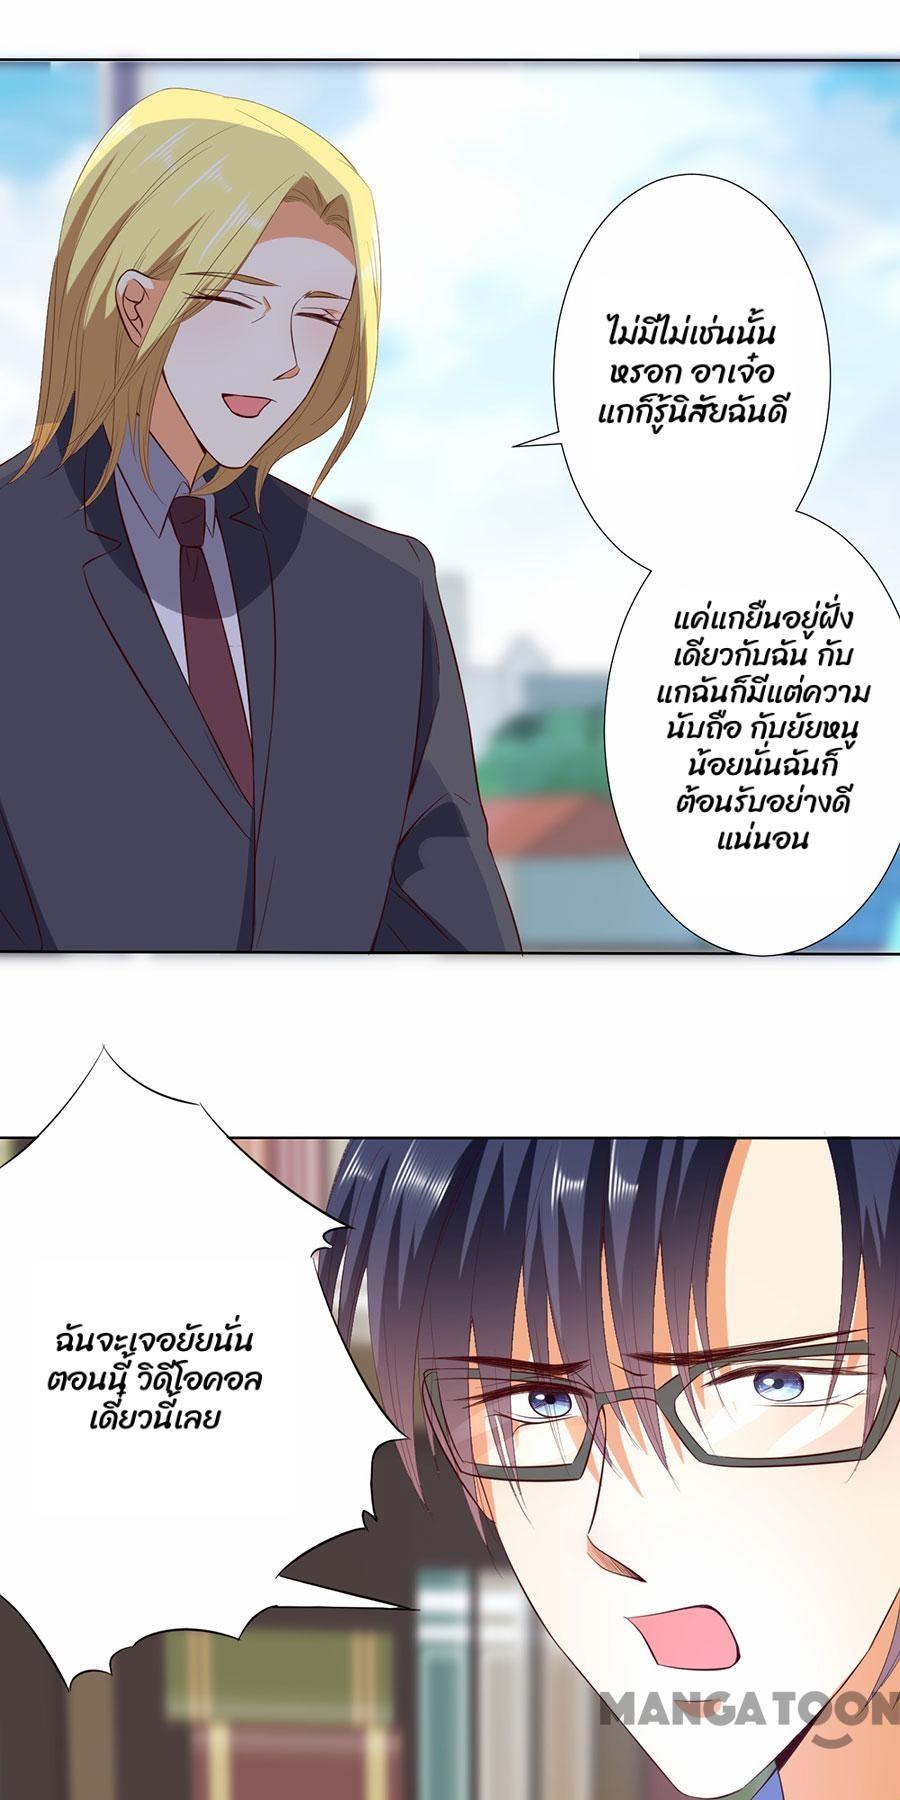 ไม่มีไม่เช่นนั้น
หรอก อาเจ๋อ
แกก็รู้นิสัยฉันดี
แค่แกยืนอยู่ฝั่ง
เดียวกับฉัน กับ
แกฉันก็มีแต่ความ
นับถือ กับยัยหนู
น้อยนั่นฉันก็
ต้อนรับอย่างดี
แน่นอน
ฉันจะเจอยัยนั่น
ตอนนี้ วิดีโอคอล
เดี๋ยวนี้เลย
MANGATOON